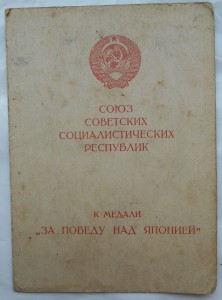 СОЮЗ
СОВЕТСКИХ
СОЦИАЛИСТИЧЕСКИХ
РЕСПУБЛИК
К МЕДАЛИ
„ЗА ПОБЕДУ НАД ЯПОНИЕЙ“